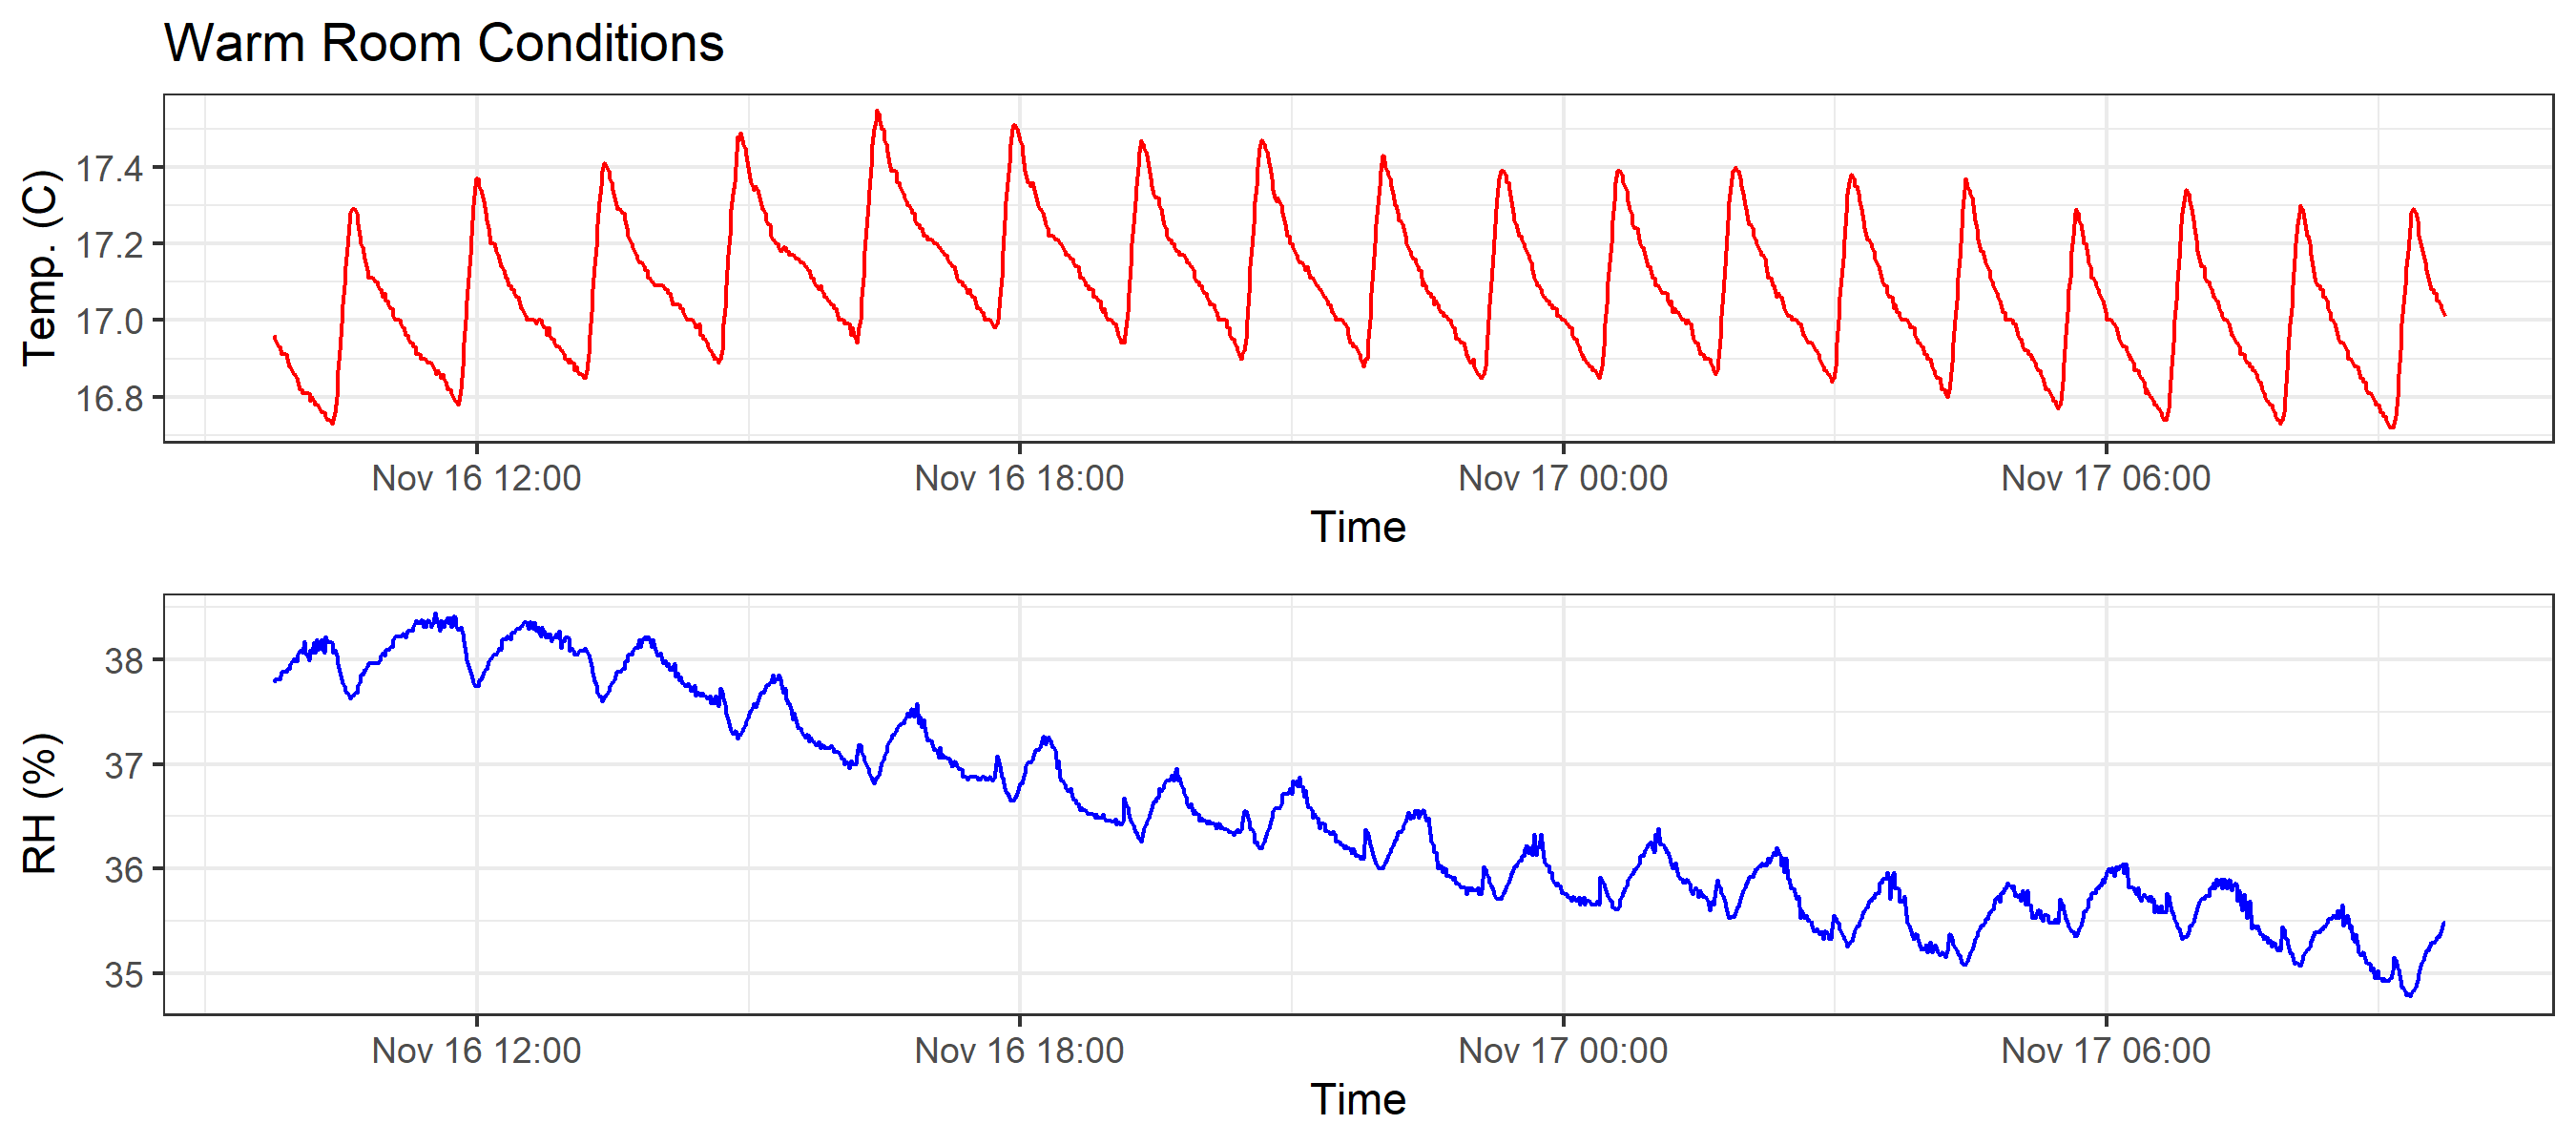 Warm Room Conditions
Temp. (C)
17.4
17.2
17.0
16.8
Nov 16 12:00 Nov 16 18:00 Nov 17 00:00 Nov 17 06:00
Time
RH (%)
38
37
36
35
Nov 16 12:00 Nov 16 18:00 Nov 17 00:00 Nov 17 06:00
Time